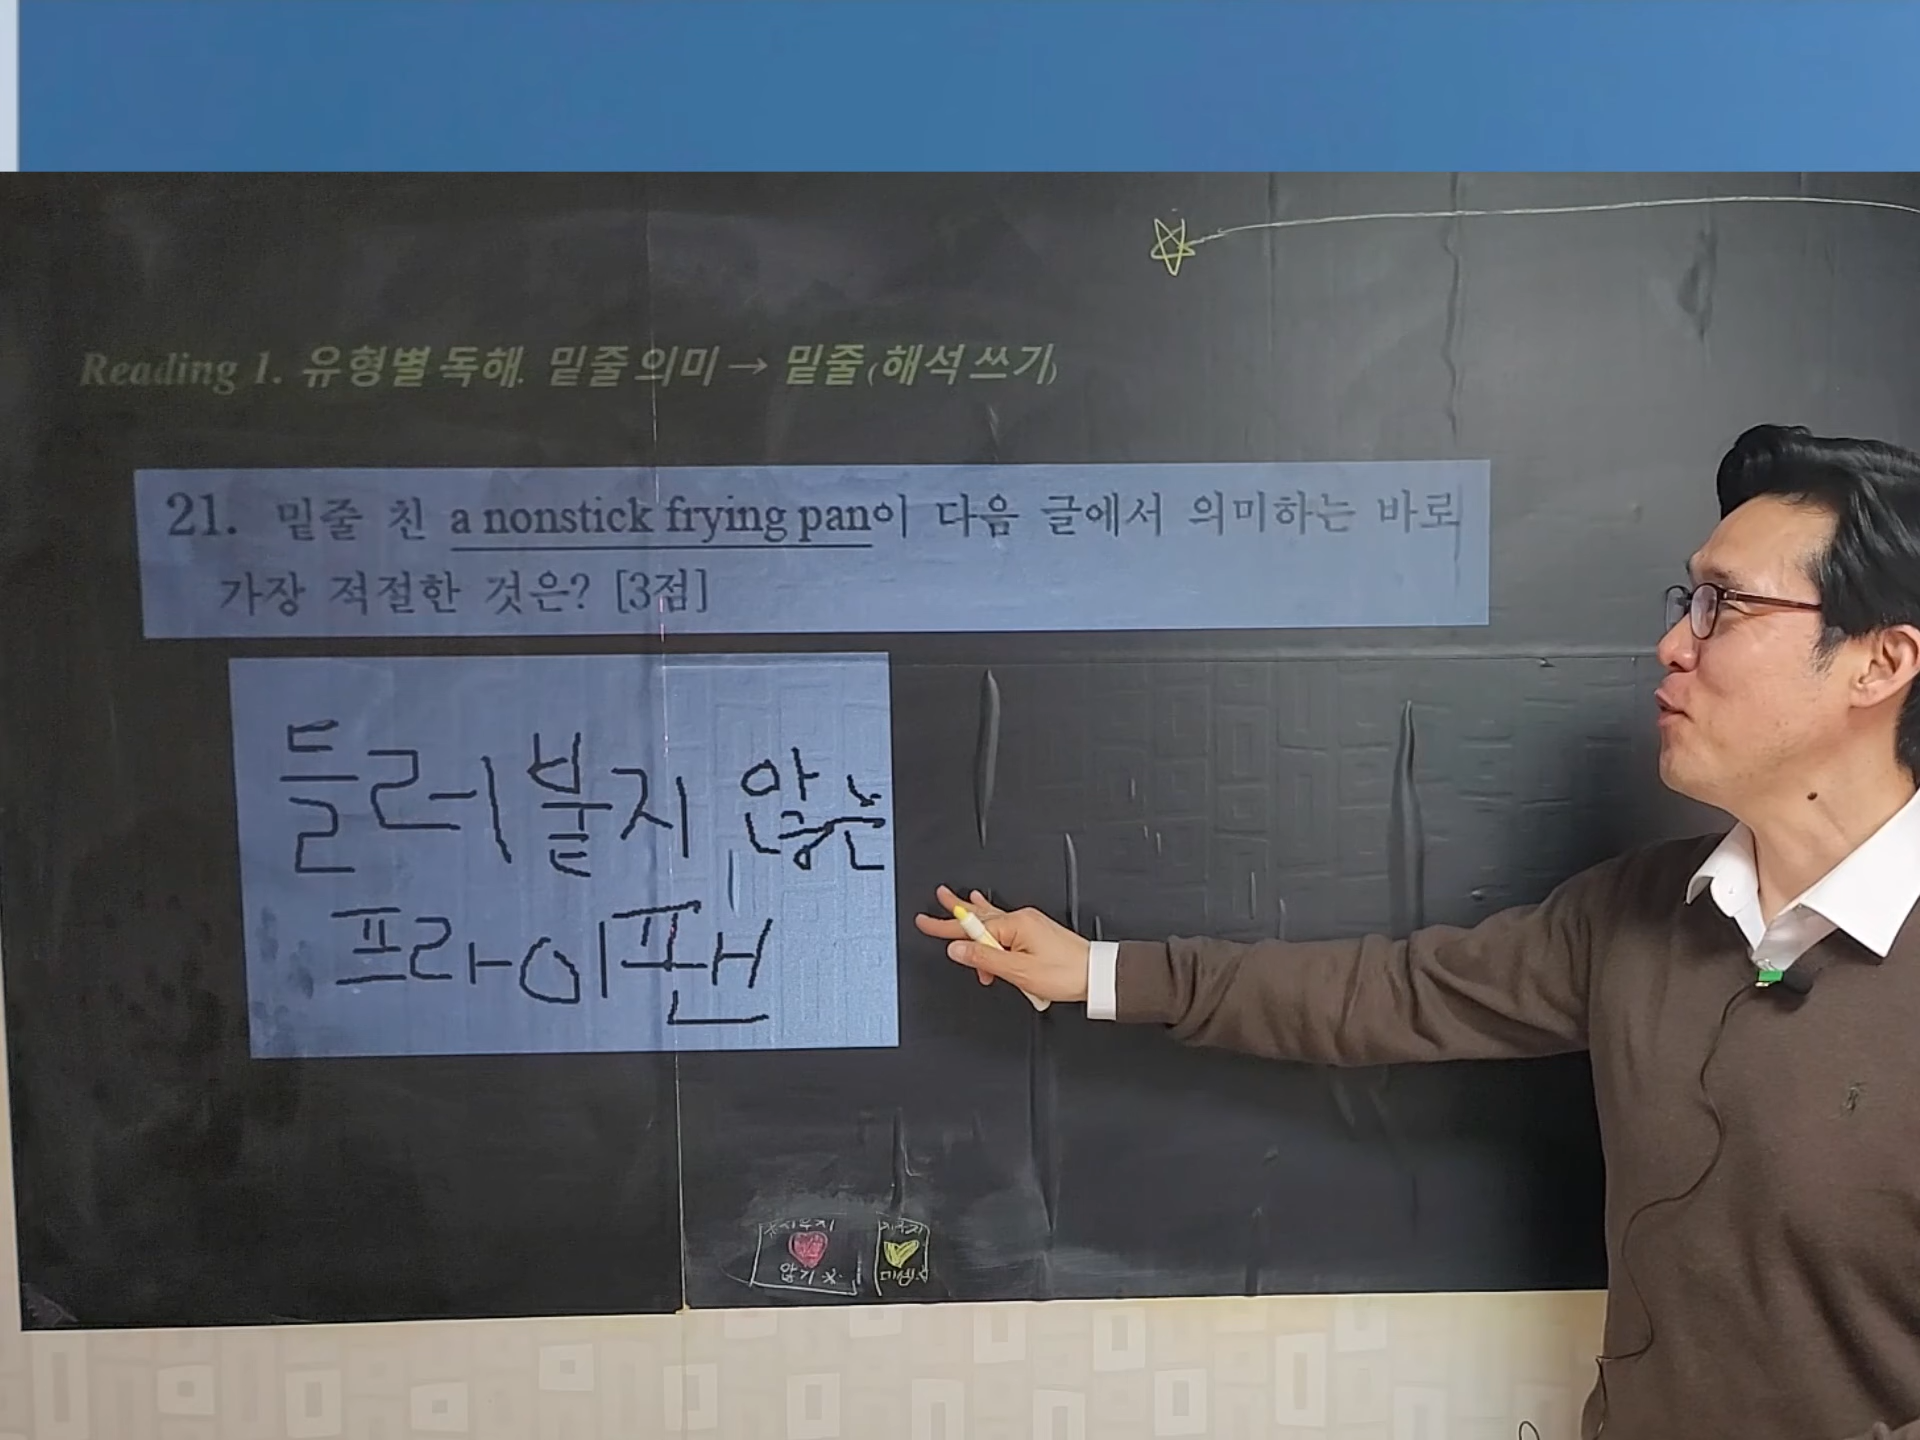 Reading 1. 유형별 독해. 밑줄 의미 → 밑줄 (해석 쓰기)
21. 밑줄 친 a nonstick frying pan이 다음 글에서 의미하는 바로
가장 적절한 것은? [3점]
들러붙지 않는
프라이팬